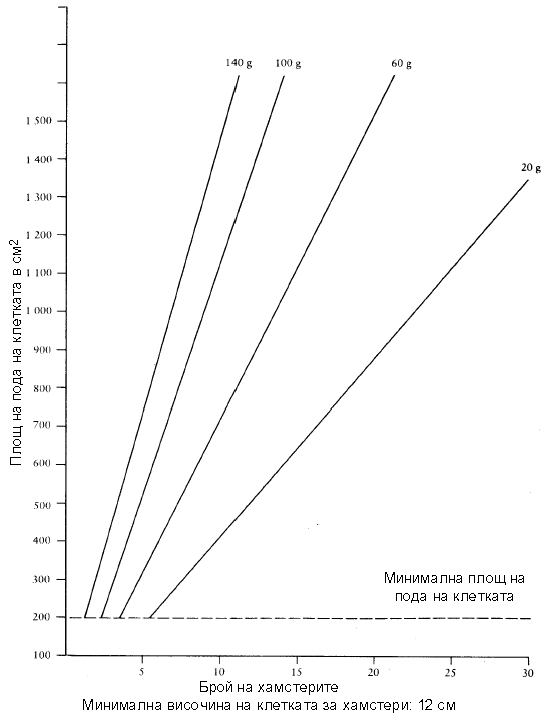 140 g 100 g 60 g
20 g
Площ на пода на клетката в см²
1 500
1 400
1 300
1 200
1 100
1 000
900
800
700
600
500
400
300
200
100
Минимална площ на
пода на клетката
5 10 15 20 25 30
Брой на хамстерите
Минимална височина на клетката за хамстери: 12 см